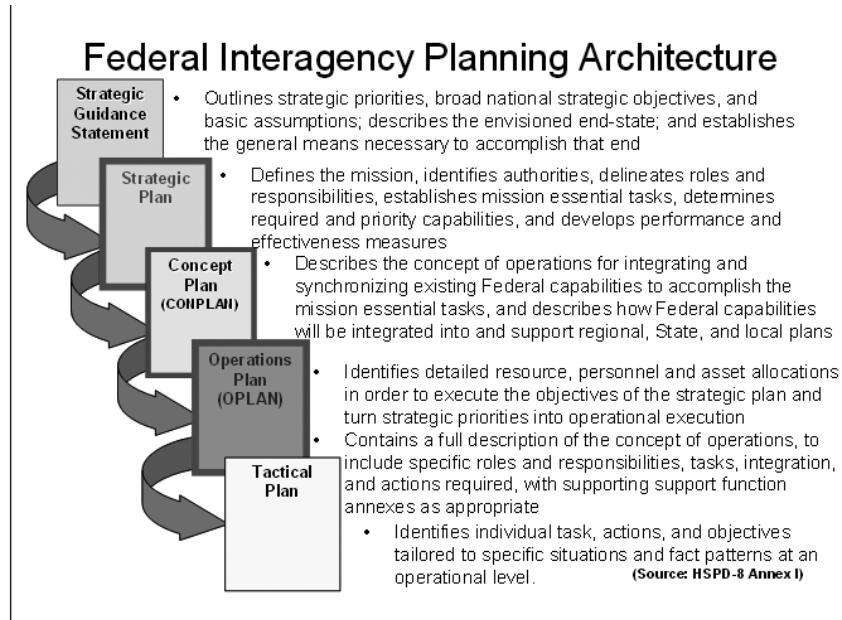 Federal Interagency Planning Architecture
Strategic
Guidance
Statement
• Outlines strategic priorities, broad national strategic objectives, and
basic assumptions; describes the envisioned end-state; and establishes
the general means necessary to accomplish that end
Strategic
Plan
• Defines the mission, identifies authorities, delineates roles and
responsibilities, establishes mission essential tasks, determines
required and priority capabilities, and develops performance and
effectiveness measures
Concept
Plan
(CONPLAN)
• Describes the concept of operations for integrating and
synchronizing existing Federal capabilities to accomplish the
mission essential tasks, and describes how Federal capabilities
will be integrated into and support regional, State, and local plans
Operations
Plan
(OPLAN)
• Identifies detailed resource, personnel and asset allocations
in order to execute the objectives of the strategic plan and
turn strategic priorities into operational execution
• Contains a full description of the concept of operations, to
include specific roles and responsibilities, tasks, integration,
and actions required, with supporting support function
annexes as appropriate
Tactical
Plan
• Identifies individual task, actions, and objectives
tailored to specific situations and fact patterns at an
operational level.
(Source: HSPD-8 Annex I)